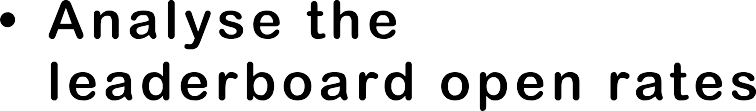 • Analyse the
leaderboard open rates